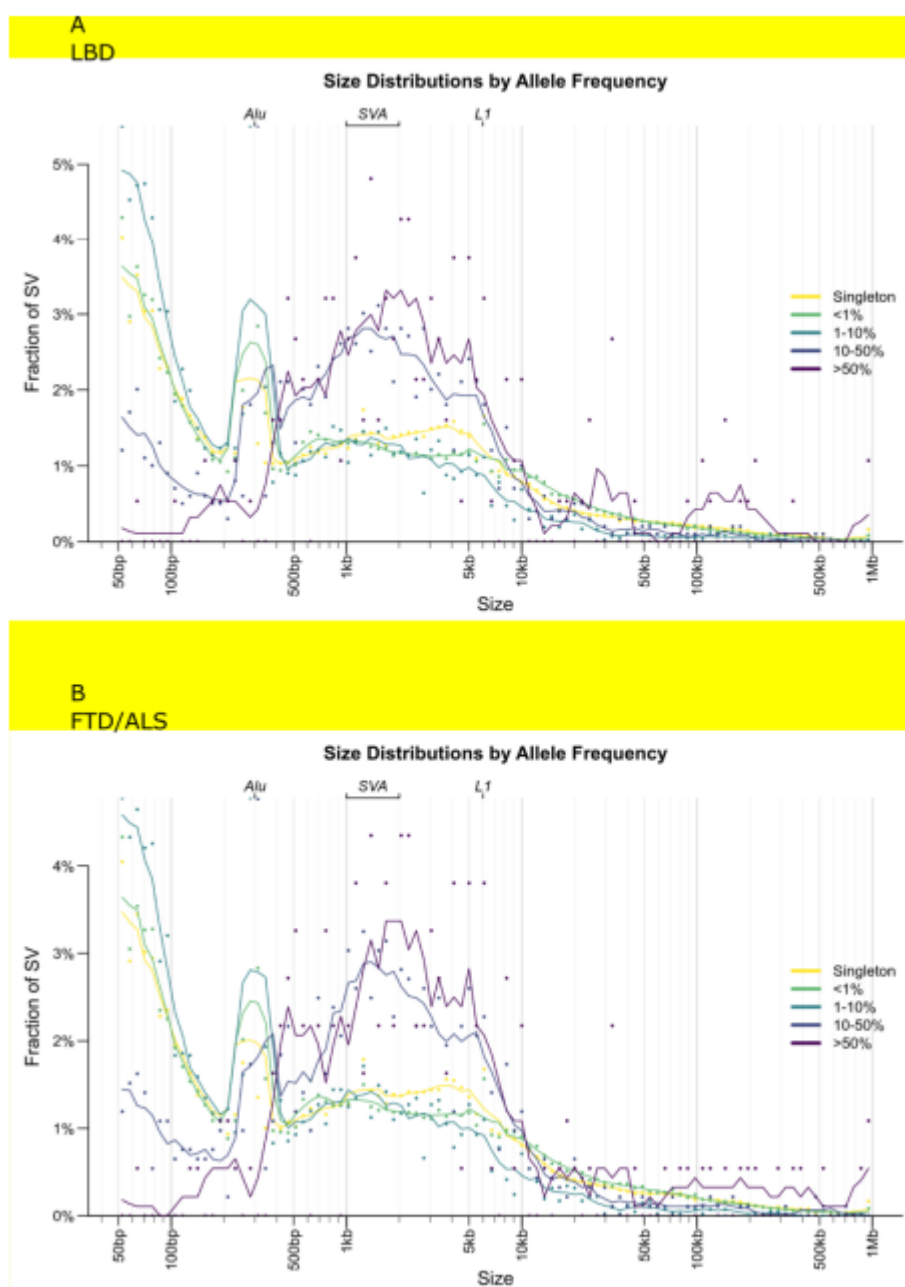 A
LBD
Size Distributions by Allele Frequency
Alu SVA L1
5%
4%
3%
2%
1%
0%
Fraction of SV
Singleton
<1%
1-10%
10-50%
>50%
50bp 100bp 500bp 1kb 5kb 10kb 50kb 100kb 500kb 1Mb
Size
B
FTD/ALS
Size Distributions by Allele Frequency
Alu SVA L1
4%
3%
2%
1%
0%
Fraction of SV
Singleton
<1%
1-10%
10-50%
>50%
50bp 100bp 500bp 1kb 5kb 10kb 50kb 100kb 500kb 1Mb
Size